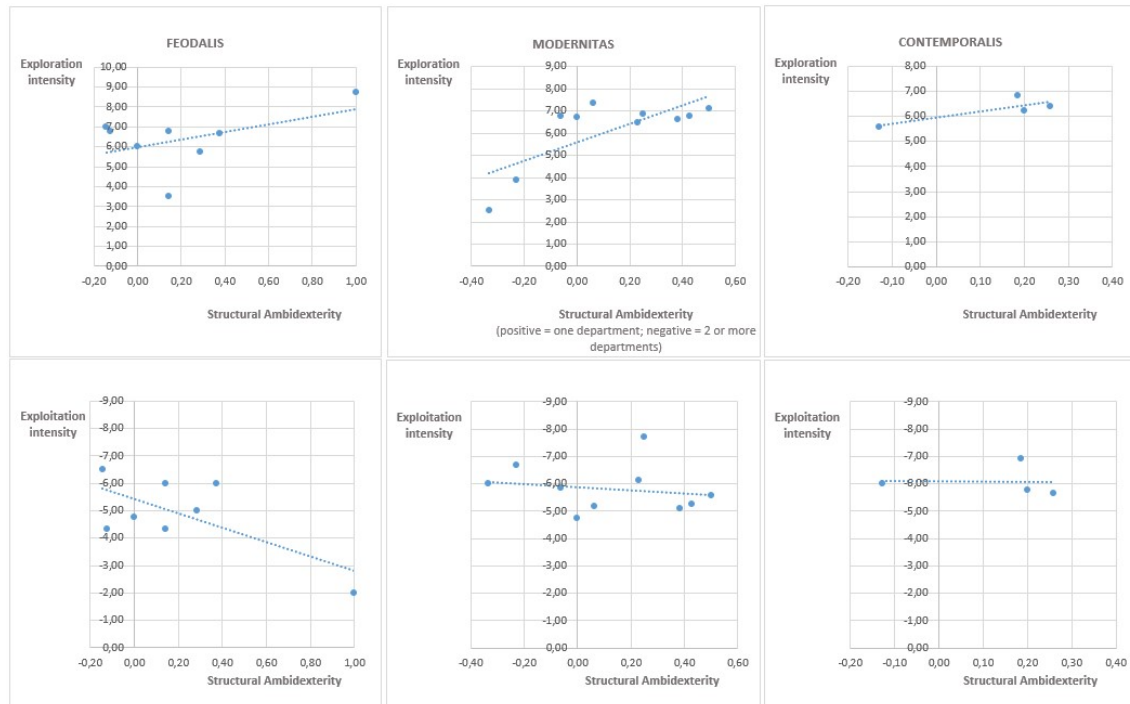 FEODALIS
Exploration
intensity
10,00
9,00
8,00
7,00
6,00
5,00
4,00
3,00
2,00
1,00
0,00
-0,20 0,00 0,20 0,40 0,60 0,80 1,00
Structural Ambidexterity
MODERNITAS
Exploration
intensity
9,00
8,00
7,00
6,00
5,00
4,00
3,00
2,00
1,00
0,00
-0,40 -0,20 0,00 0,20 0,40 0,60
Structural Ambidexterity
(positive = one department; negative = 2 or more
departments)
CONTEMPORALIS
Exploration
intensity
8,00
7,00
6,00
5,00
4,00
3,00
2,00
1,00
0,00
-0,20 -0,10 0,00 0,10 0,20 0,30 0,40
Structural Ambidexterity
Exploitation
intensity
-9,00
-8,00
-7,00
-6,00
-5,00
-4,00
-3,00
-2,00
-1,00
0,00
-0,20 0,00 0,20 0,40 0,60 0,80 1,00
Structural Ambidexterity
Exploitation
intensity
-9,00
-8,00
-7,00
-6,00
-5,00
-4,00
-3,00
-2,00
-1,00
0,00
-0,40 -0,20 0,00 0,20 0,40 0,60
Structural Ambidexterity
Exploitation
intensity
-9,00
-8,00
-7,00
-6,00
-5,00
-4,00
-3,00
-2,00
-1,00
0,00
-0,20 -0,10 0,00 0,10 0,20 0,30 0,40
Structural Ambidexterity